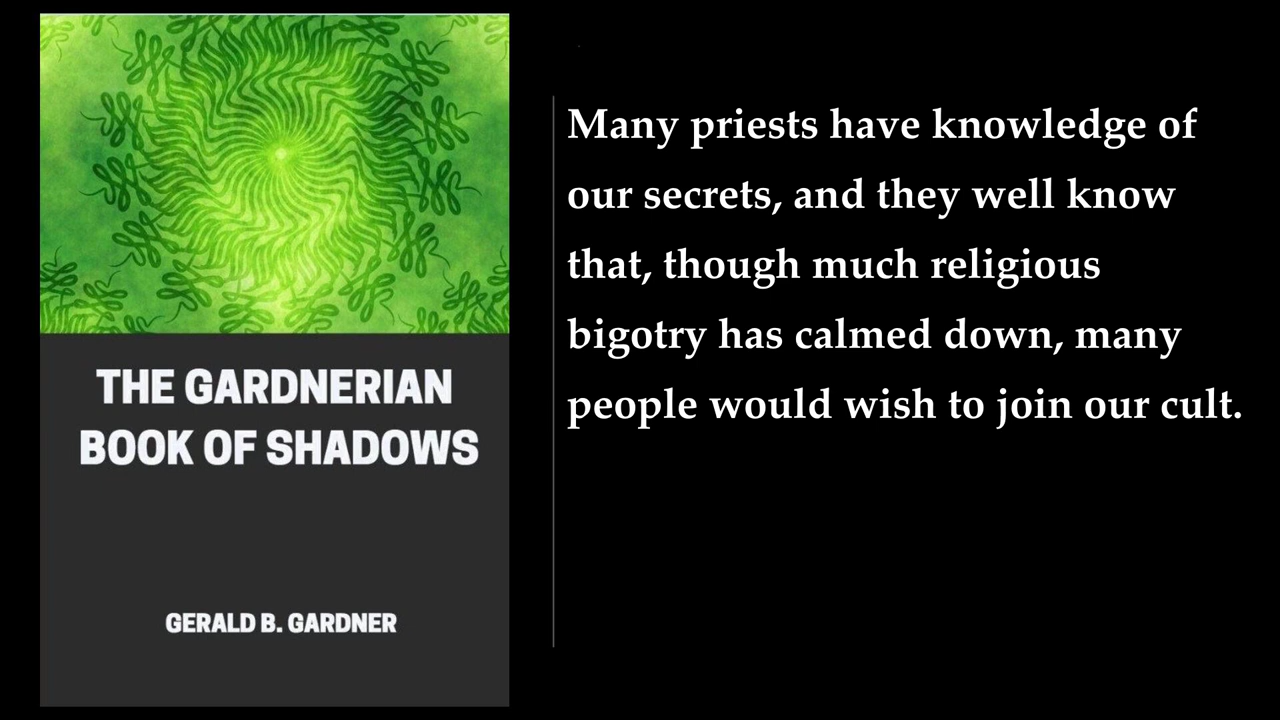 THE GARDNERIAN
BOOK OF SHADOWS
GERALD B. GARDNER
Many priests have knowledge of
our secrets, and they well know
that, though much religious
bigotry has calmed down, many
people would wish to join our cult.